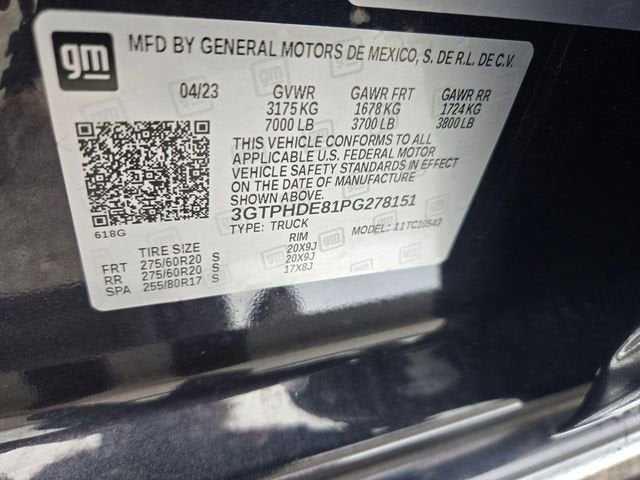 gm
MFD BY GENERAL MOTORS DE MEXICO, S. DE R.L. DE C.V.
04/23 GVWR GAWR FRT GAWR RR
3175 KG 1678 KG 1724 KG
7000 LB 3700 LB 3800 LB
THIS VEHICLE CONFORMS TO ALL
APPLICABLE U.S. FEDERAL MOTOR
VEHICLE SAFETY STANDARDS IN EFFECT
ON THE DATE OF MANUFACTURE
SHOWN ABOVE.
3GTPHDE81PG278151
618G TYPE: TRUCK MODEL: 11TC10543
TIRE SIZE RIM
FRT 275/60R20 S 20X9J
RR 275/60R20 S 20X9J
SPA 255/80R17 S 17X8J